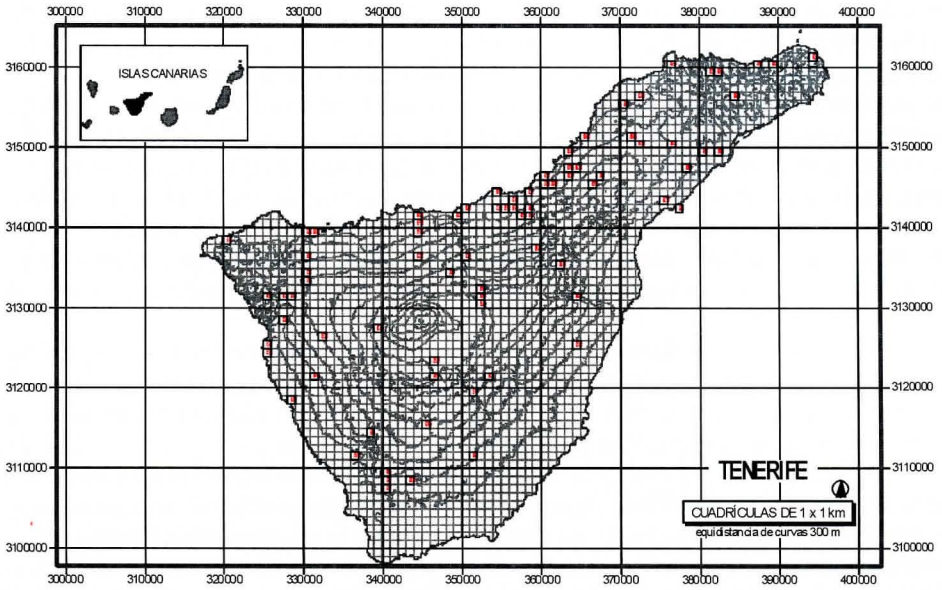 300000 310000 320000 330000 340000 350000 360000 370000 380000 390000 400000
ISLAS CANARIAS
3160000 3160000
3150000 3150000
3140000 3140000
3130000 3130000
3120000 3120000
3110000 3110000
TENERIFE
CUADRÍCULAS DE 1 x 1 km
equidistancia de curvas 300 m
3100000 3100000
300000 310000 320000 330000 340000 350000 360000 370000 380000 390000 400000